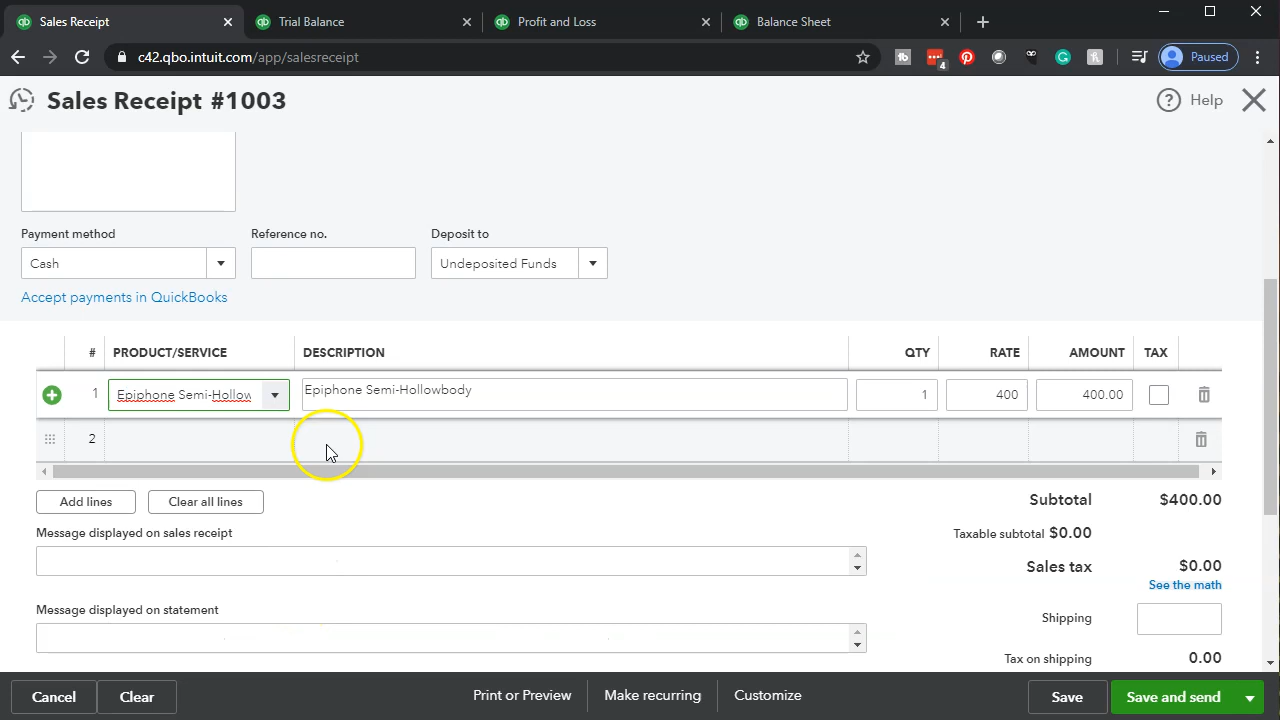 Sales Receipt
Trial Balance
Profit and Loss
Balance Sheet
c42.qbo.intuit.com/app/salesreceipt
4
Paused
Sales Receipt #1003
Help
Payment method
Reference no.
Deposit to
Cash
Undeposited Funds
Accept payments in QuickBooks
# PRODUCT/SERVICE DESCRIPTION QTY RATE AMOUNT TAX
1 Epiphone Semi-Hollow Epiphone Semi-Hollowbody 1 400 400.00
2
Add lines
Clear all lines
Subtotal $400.00
Message displayed on sales receipt
Taxable subtotal $0.00
Sales tax $0.00
See the math
Message displayed on statement
Shipping
Tax on shipping 0.00
Cancel
Clear
Print or Preview
Make recurring
Customize
Save
Save and send